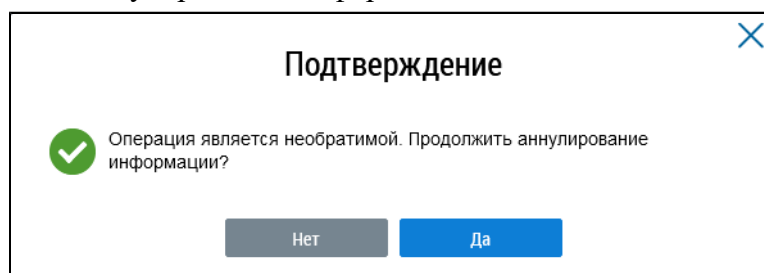 Подтверждение
Операция является необратимой. Продолжить аннулирование
информации?
Нет
Да